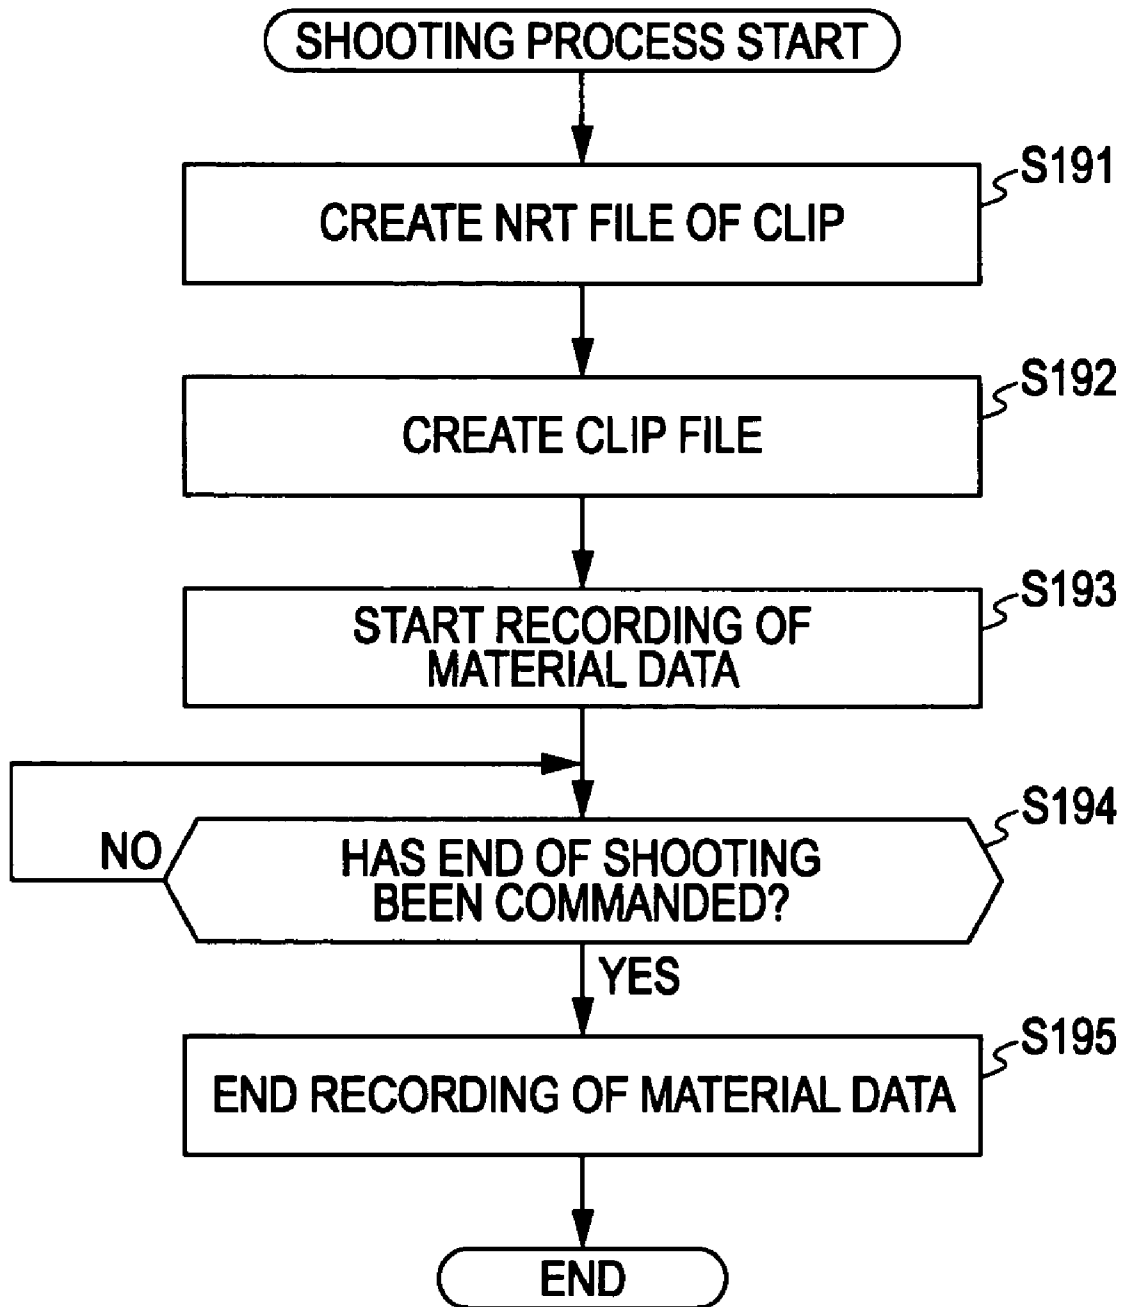 SHOOTING PROCESS START
S191
CREATE NRT FILE OF CLIP
S192
CREATE CLIP FILE
S193
START RECORDING OF
MATERIAL DATA
S194
NO
HAS END OF SHOOTING
BEEN COMMANDED?
YES
S195
END RECORDING OF MATERIAL DATA
END